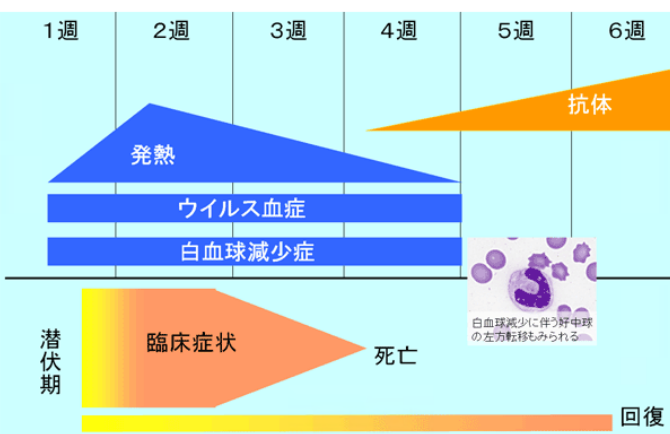 1週 2週 3週 4週 5週 6週
抗体
発熱
ウイルス血症
白血球減少症
白血球減少に伴う好中球
の左方転移もみられる
潜伏期
臨床症状
死亡
回復